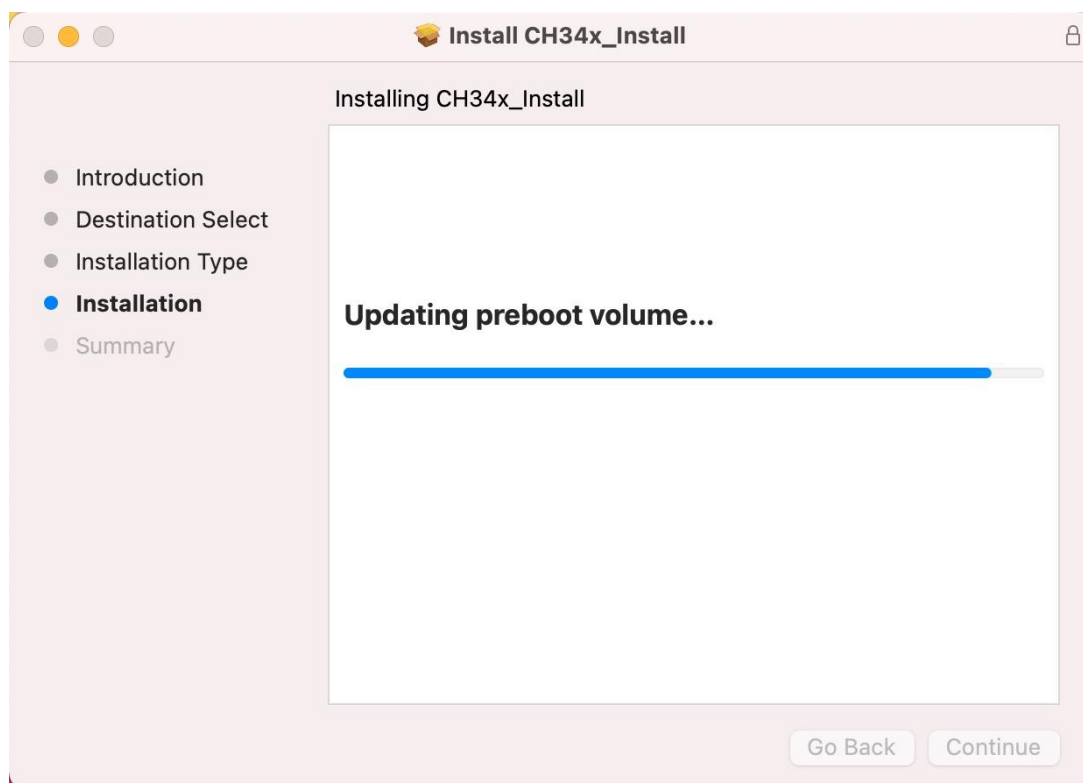 Install CH34x_Install
Installing CH34x_Install
Introduction
Destination Select
Installation Type
Installation
Summary
Updating preboot volume...
Go Back
Continue